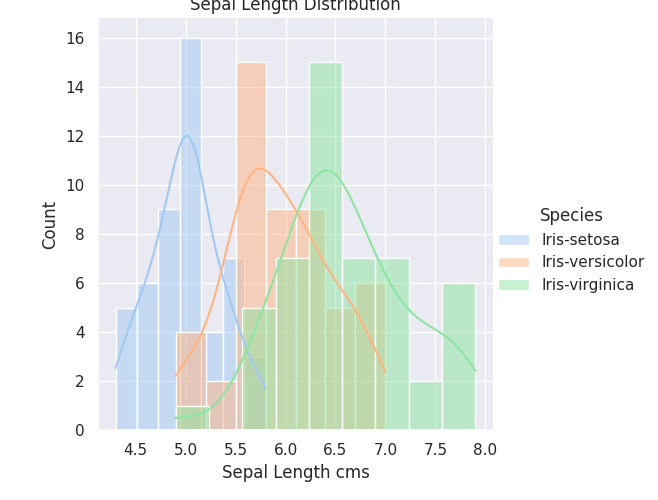 Sepal Length Distribution
16
14
12
10
8
6
4
2
0
Count
4.5 5.0 5.5 6.0 6.5 7.0 7.5 8.0
Sepal Length cms
Species
Iris-setosa
Iris-versicolor
Iris-virginica